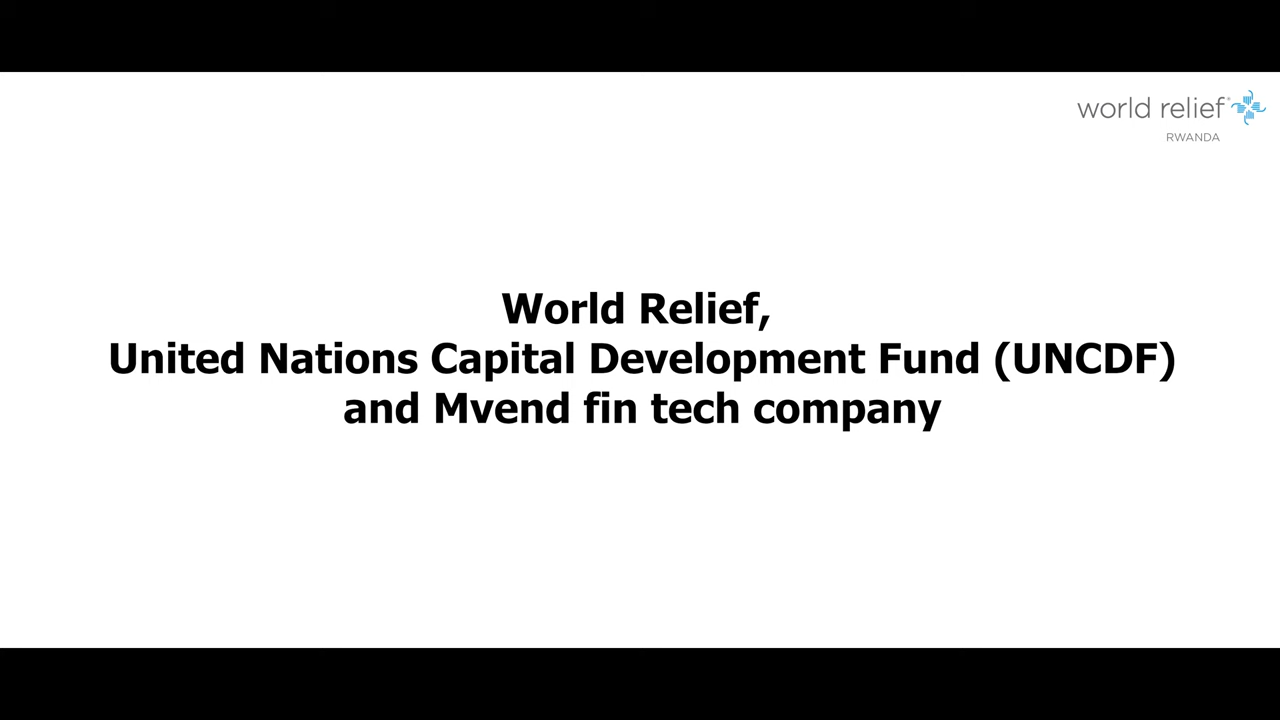 world relief®
RWANDA
World Relief,
United Nations Capital Development Fund (UNCDF)
and Mvend fin tech company